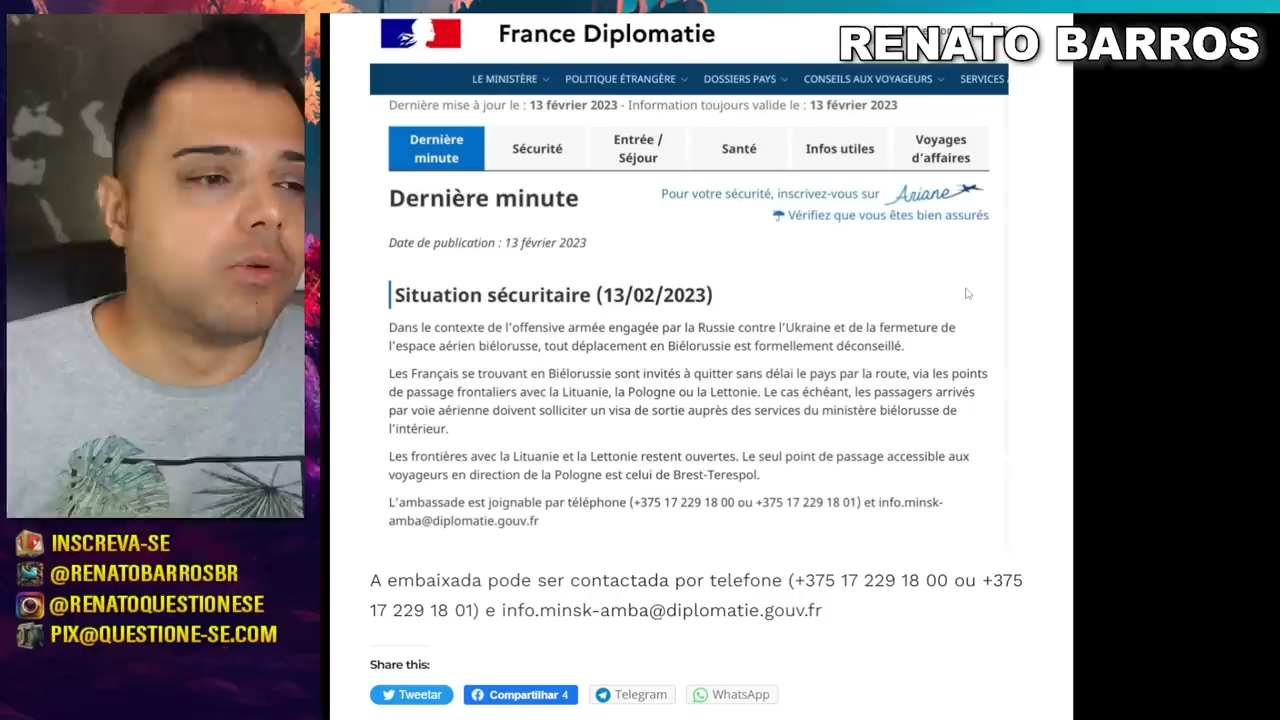 RENATO BARROS
France Diplomatie
LE MINISTÈRE
POLITIQUE ÉTRANGÈRE
DOSSIERS PAYS
CONSEILS AUX VOYAGEURS
SERVICES
Dernière mise à jour le : 13 février 2023 - Information toujours valide le : 13 février 2023
Dernière
minute
Sécurité
Entrée /
Séjour
Santé
Infos utiles
Voyages
d'affaires
Dernière minute
Pour votre sécurité, inscrivez-vous sur Ariane
Vérifiez que vous êtes bien assurés
Date de publication : 13 février 2023
Situation sécuritaire (13/02/2023)
Dans le contexte de l'offensive armée engagée par la Russie contre l'Ukraine et de la fermeture de
l'espace aérien biélorusse, tout déplacement en Biélorussie est formellement déconseillé.
Les Français se trouvant en Biélorussie sont invités à quitter sans délai le pays par la route, via les points
de passage frontaliers avec la Lituanie, la Pologne ou la Lettonie. Le cas échéant, les passagers arrivés
par voie aérienne doivent solliciter un visa de sortie auprès des services du ministère biélorusse de
l'intérieur.
Les frontières avec la Lituanie et la Lettonie restent ouvertes. Le seul point de passage accessible aux
voyageurs en direction de la Pologne est celui de Brest-Terespol.
L'ambassade est joignable par téléphone (+375 17 229 18 00 ou +375 17 229 18 01) et info.minsk-
amba@diplomatie.gouv.fr
A embaixada pode ser contactada por telefone (+375 17 229 18 00 ou +375
17 229 18 01) e info.minsk-amba@diplomatie.gouv.fr
Share this:
Tweetar
Compartilhar 4
Telegram
WhatsApp
INSCREVA-SE
@RENATOBARROSBR
@RENATOQUESTIONESE
PIX@QUESTIONE-SE.COM